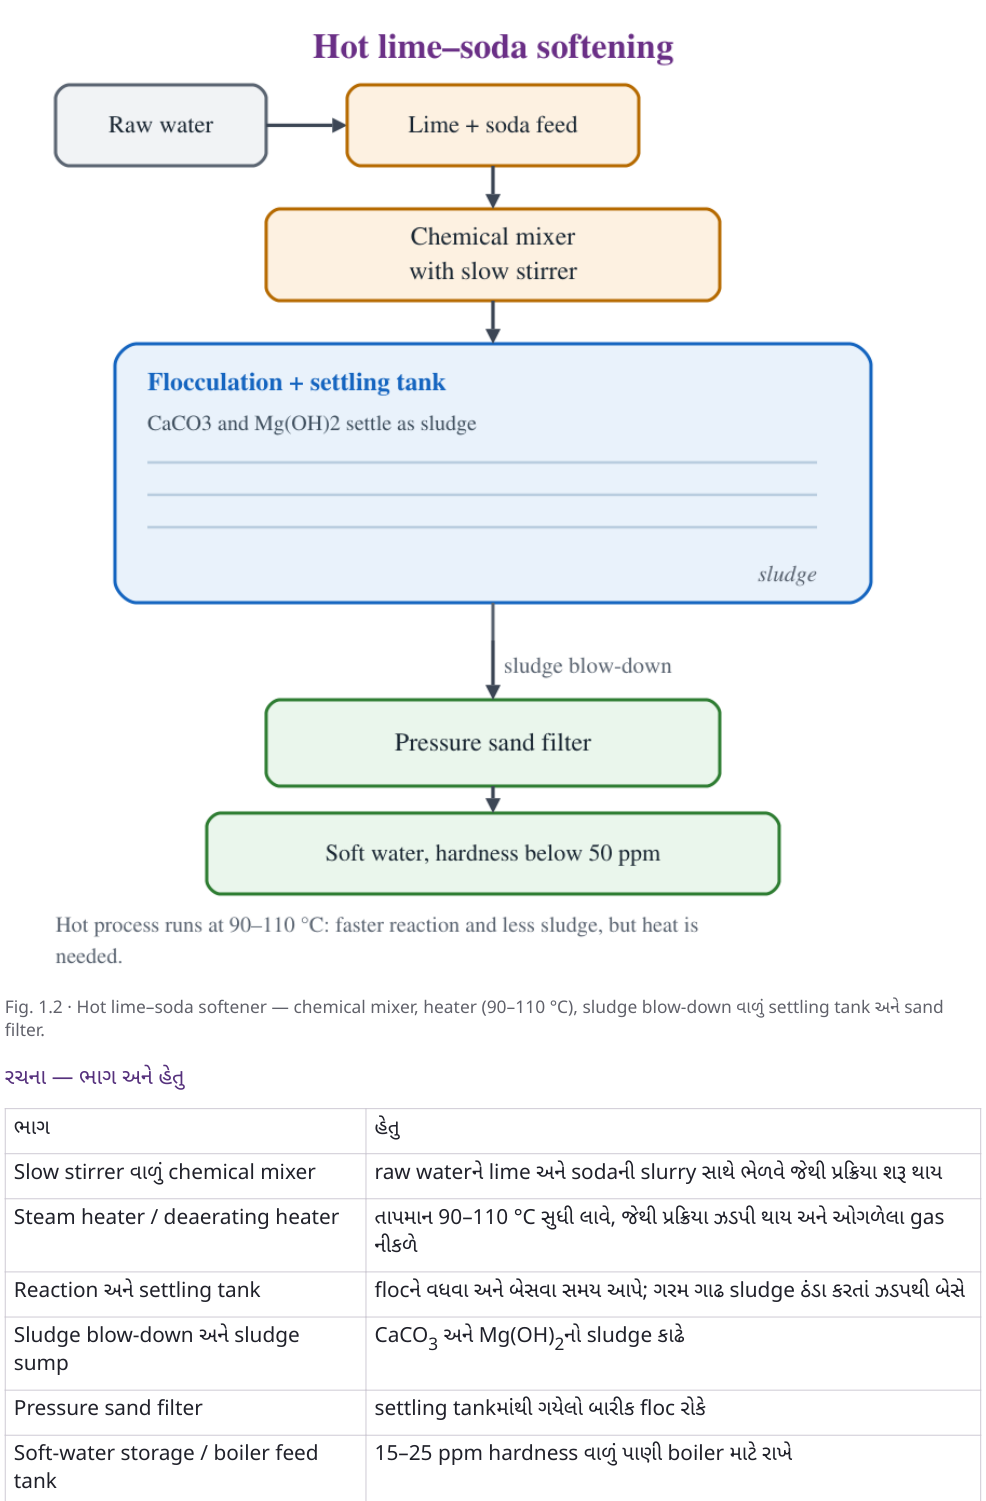 Hot lime–soda softening
Raw water
Lime + soda feed
Chemical mixer
with slow stirrer
Flocculation + settling tank
CaCO3 and Mg(OH)2 settle as sludge
sludge
sludge blow-down
Pressure sand filter
Soft water, hardness below 50 ppm
Hot process runs at 90–110 °C: faster reaction and less sludge, but heat is
needed.
Fig. 1.2 · Hot lime–soda softener — chemical mixer, heater (90–110 °C), sludge blow-down વાળું settling tank અને sand
filter.
રચના — ભાગ અને હેતુ
ભાગ
હેતુ
Slow stirrer વાળું chemical mixer
raw waterને lime અને sodaની slurry સાથે ભેળવે જેથી પ્રક્રિયા શરૂ થાય
Steam heater / deaerating heater
તાપમાન 90–110 °C સુધી લાવે, જેથી પ્રક્રિયા ઝડપી થાય અને ઓગળેલા gas
નીકળે
Reaction અને settling tank
flocને વધવા અને બેસવા સમય આપે; ગરમ ગાઢ sludge ઠંડા કરતાં ઝડપથી બેસે
Sludge blow-down અને sludge
sump
CaCO₃ અને Mg(OH)₂નો sludge કાઢે
Pressure sand filter
settling tankમાંથી ગયેલો બારીક floc રોકે
Soft-water storage / boiler feed
tank
15–25 ppm hardness વાળું પાણી boiler માટે રાખે